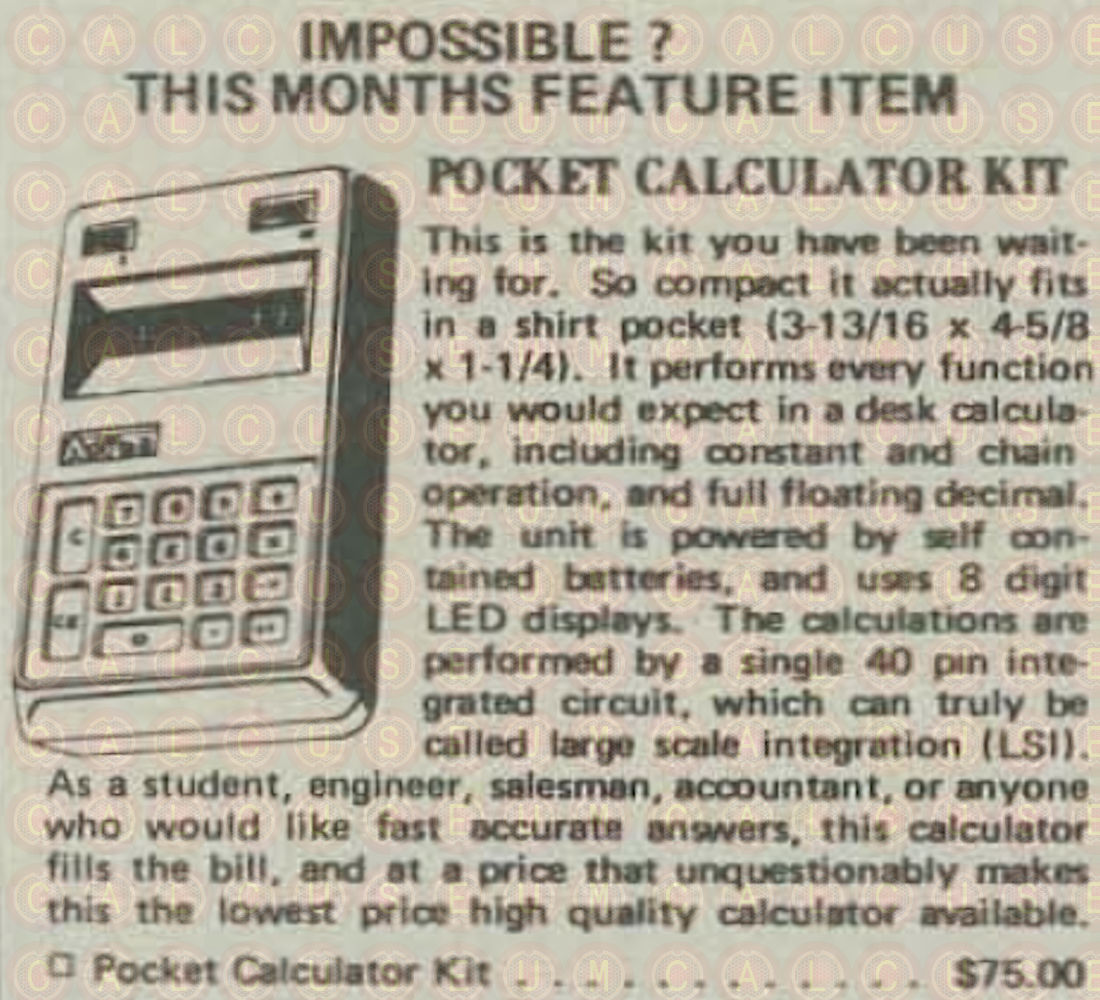 IMPOSSIBLE ?
THIS MONTHS FEATURE ITEM
POCKET CALCULATOR KIT
This is the kit you have been wait-
ing for. So compact it actually fits
in a shirt pocket (3-13/16 x 4-5/8
x 1-1/4). It performs every function
you would expect in a desk calcula-
tor, including constant and chain
operation, and full floating decimal.
The unit is powered by self con-
tained batteries, and uses 8 digit
LED displays. The calculations are
performed by a single 40 pin inte-
grated circuit, which can truly be
called large scale integration (LSI).
As a student, engineer, salesman, accountant, or anyone
who would like fast accurate answers, this calculator
fills the bill, and at a price that unquestionably makes
this the lowest price high quality calculator available.
□ Pocket Calculator Kit . . . . . . . . . . . . $75.00